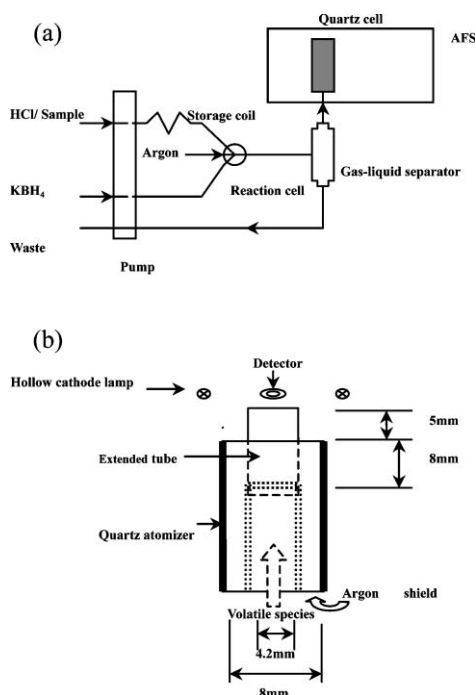 (a)
Quartz cell
AFS
HCl/ Sample
Storage coil
Argon
Gas-liquid separator
KBH4
Reaction cell
Waste
Pump
(b)
Detector
Hollow cathode lamp
5mm
Extended tube
8mm
Quartz atomizer
Argon shield
Volatile species
4.2mm
8mm